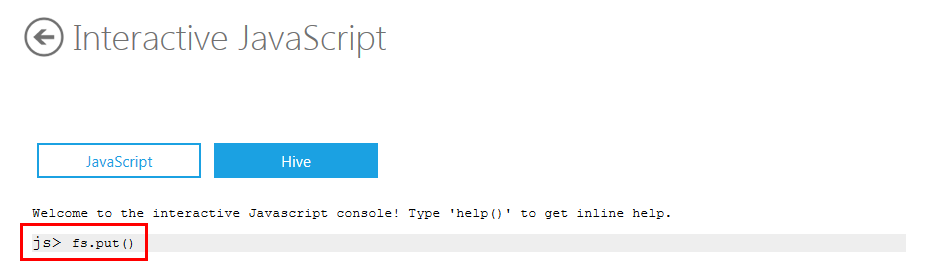 Interactive JavaScript
JavaScript
Hive
Welcome to the interactive Javascript console! Type 'help()' to get inline help.
js> fs.put()